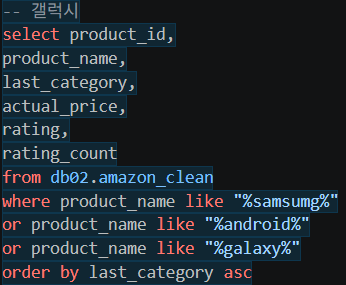 -- 갤럭시
select product_id,
product_name,
last_category,
actual_price,
rating,
rating_count
from db02.amazon_clean
where product_name like "%samsumg%"
or product_name like "%android%"
or product_name like "%galaxy%"
order by last_category asc